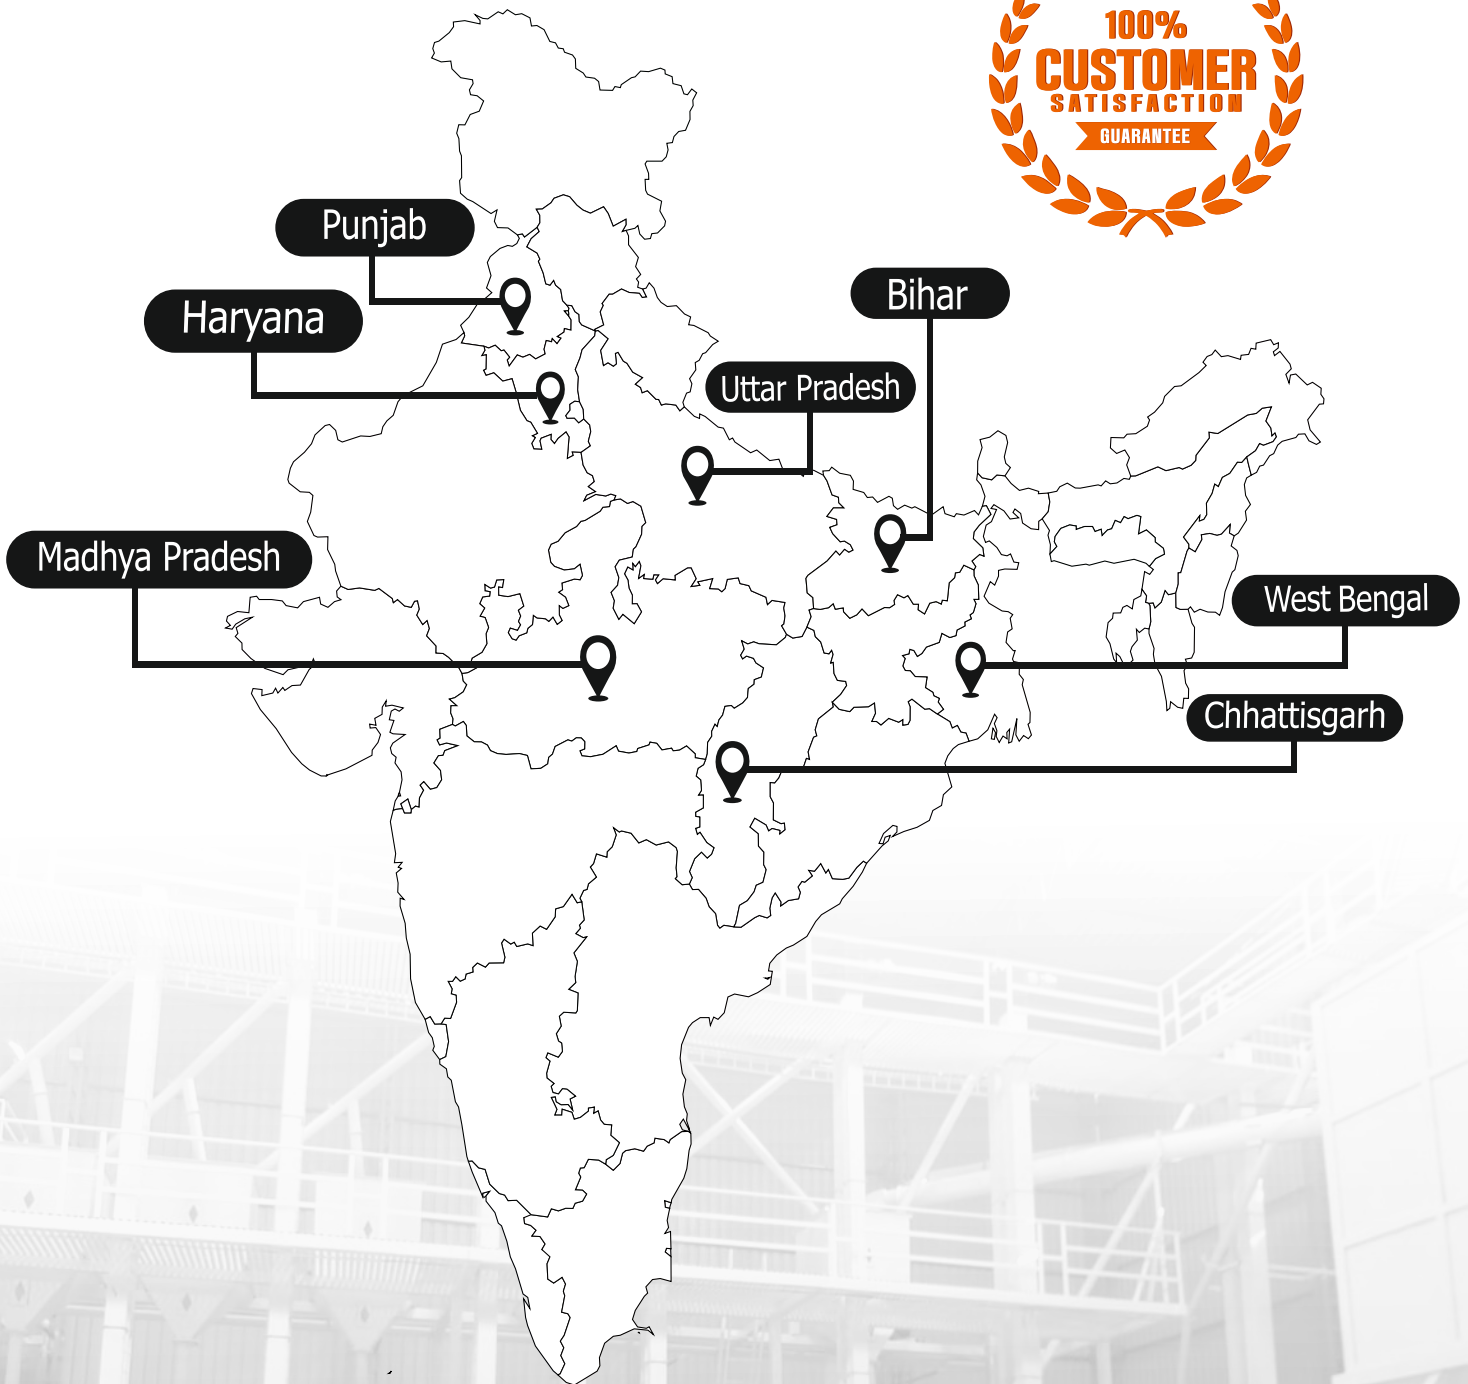 100%
CUSTOMER
SATISFACTION
GUARANTEE
Punjab
Haryana
Bihar
Uttar Pradesh
Madhya Pradesh
West Bengal
Chhattisgarh